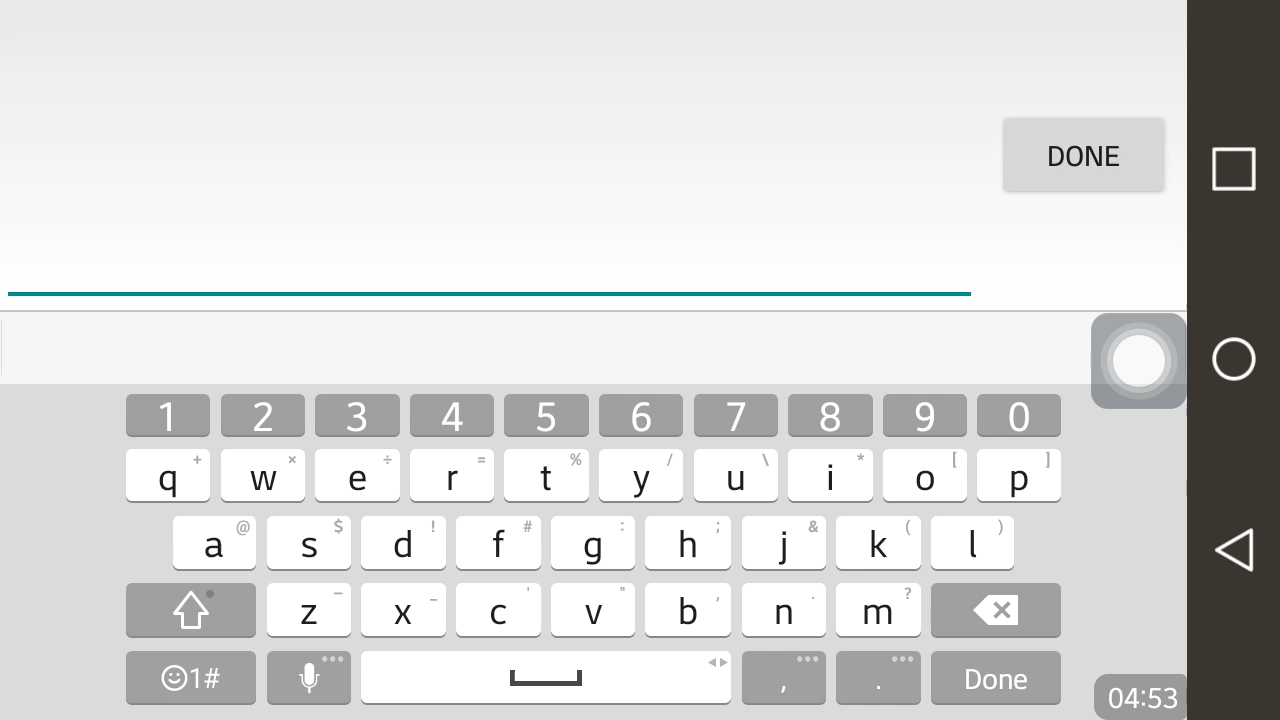 DONE
1 2 3 4 5 6 7 8 9 0
q + w × e ÷ r = t % y / u \ i * o [ p ]
a @ s $ d ! f # g : h ; j & k ( l )
z − x _ c ' v " b , n . m ?
1# , . Done
04:53